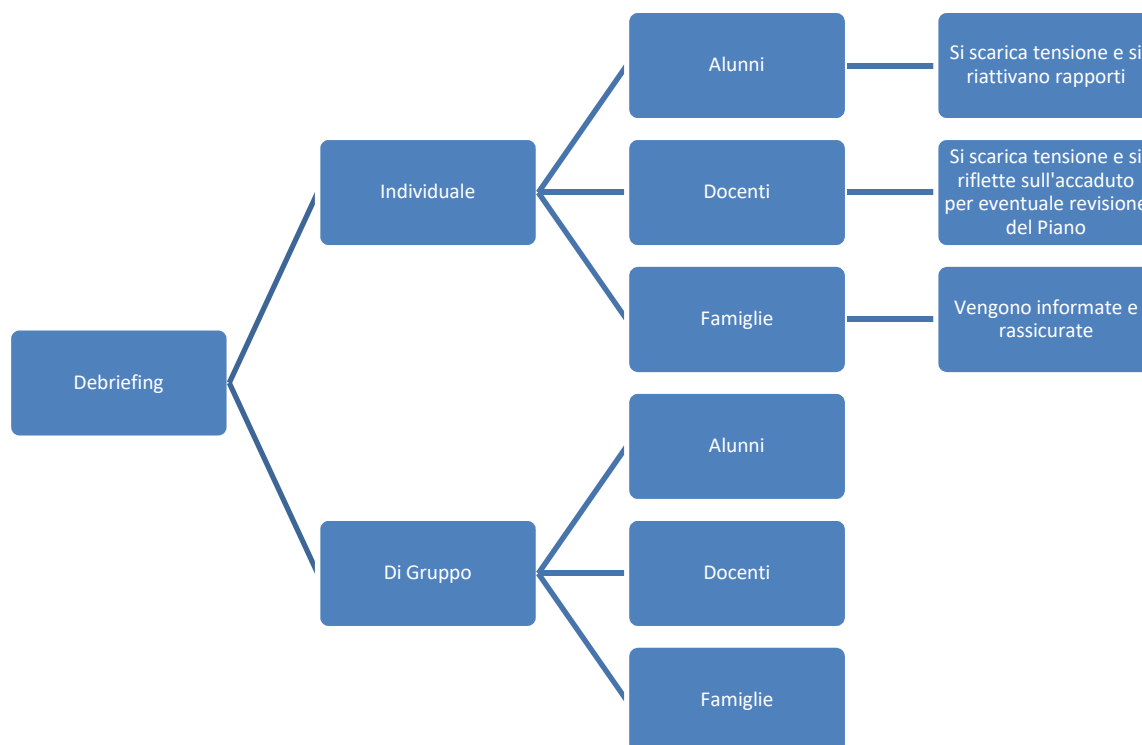 Alunni
Si scarica tensione e si
riattivano rapporti
Individuale
Docenti
Si scarica tensione e si
riflette sull'accaduto
per eventuale revisione
del Piano
Famiglie
Vengono informate e
rassicurate
Debriefing
Alunni
Di Gruppo
Docenti
Famiglie